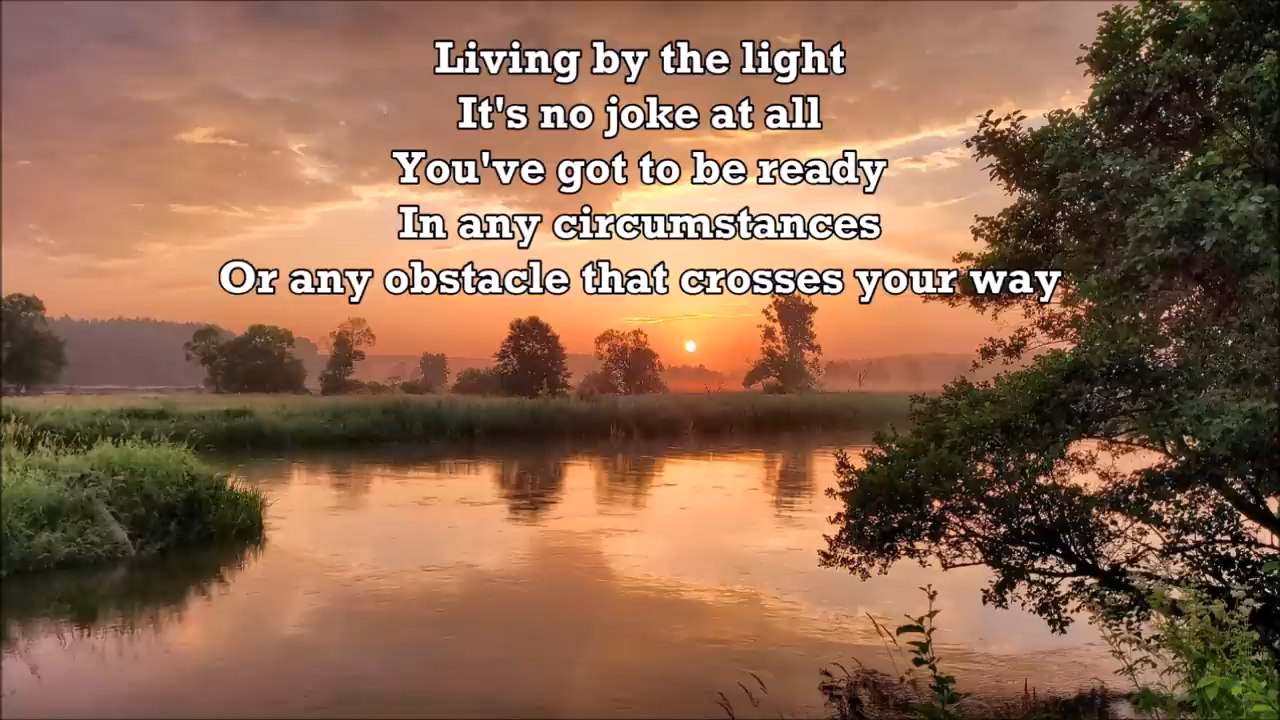 Living by the light
It's no joke at all
You've got to be ready
In any circumstances
Or any obstacle that crosses your way